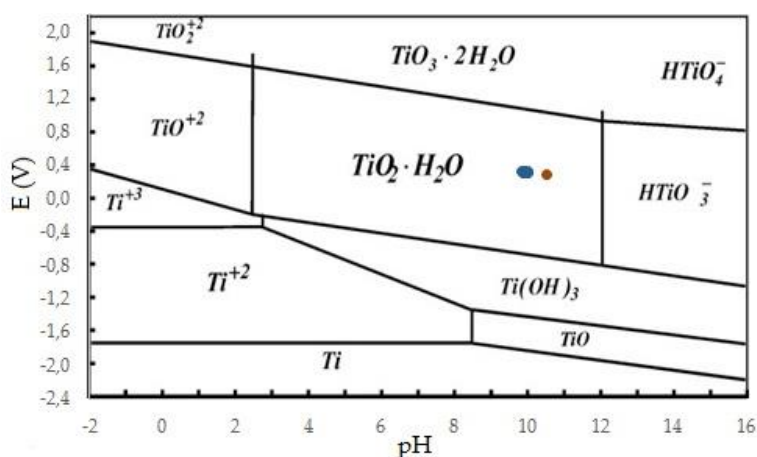 2,0
1,6
1,2
0,8
0,4
0,0
-0,4
-0,8
-1,2
-1,6
-2,0
-2,4
E (V)
TiO₂⁺²
TiO₃ · 2H₂O
HTiO₄⁻
TiO⁺²
TiO₂ · H₂O
HTiO₃⁻
Ti⁺³
Ti⁺²
Ti(OH)₃
TiO
Ti
-2 0 2 4 6 8 10 12 14 16
pH